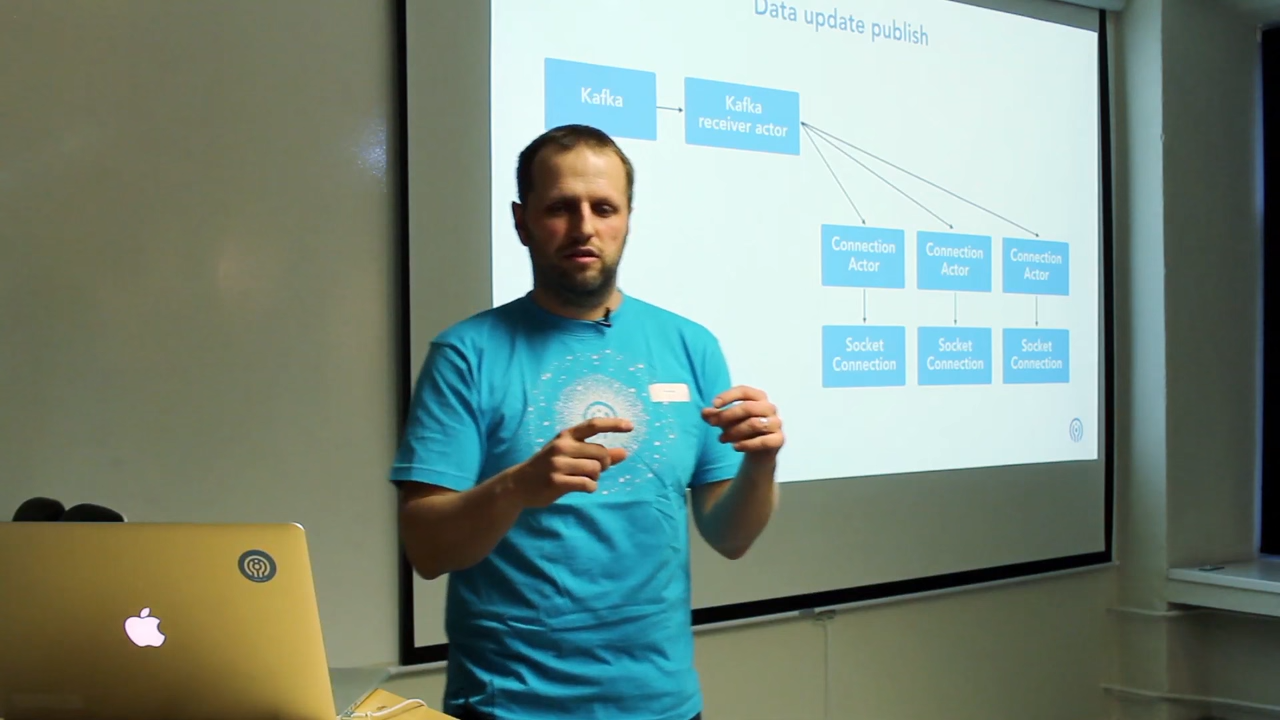 Data update publish
Kafka
Kafka
receiver actor
Connection
Actor
Connection
Actor
Connection
Actor
Socket
Connection
Socket
Connection
Socket
Connection